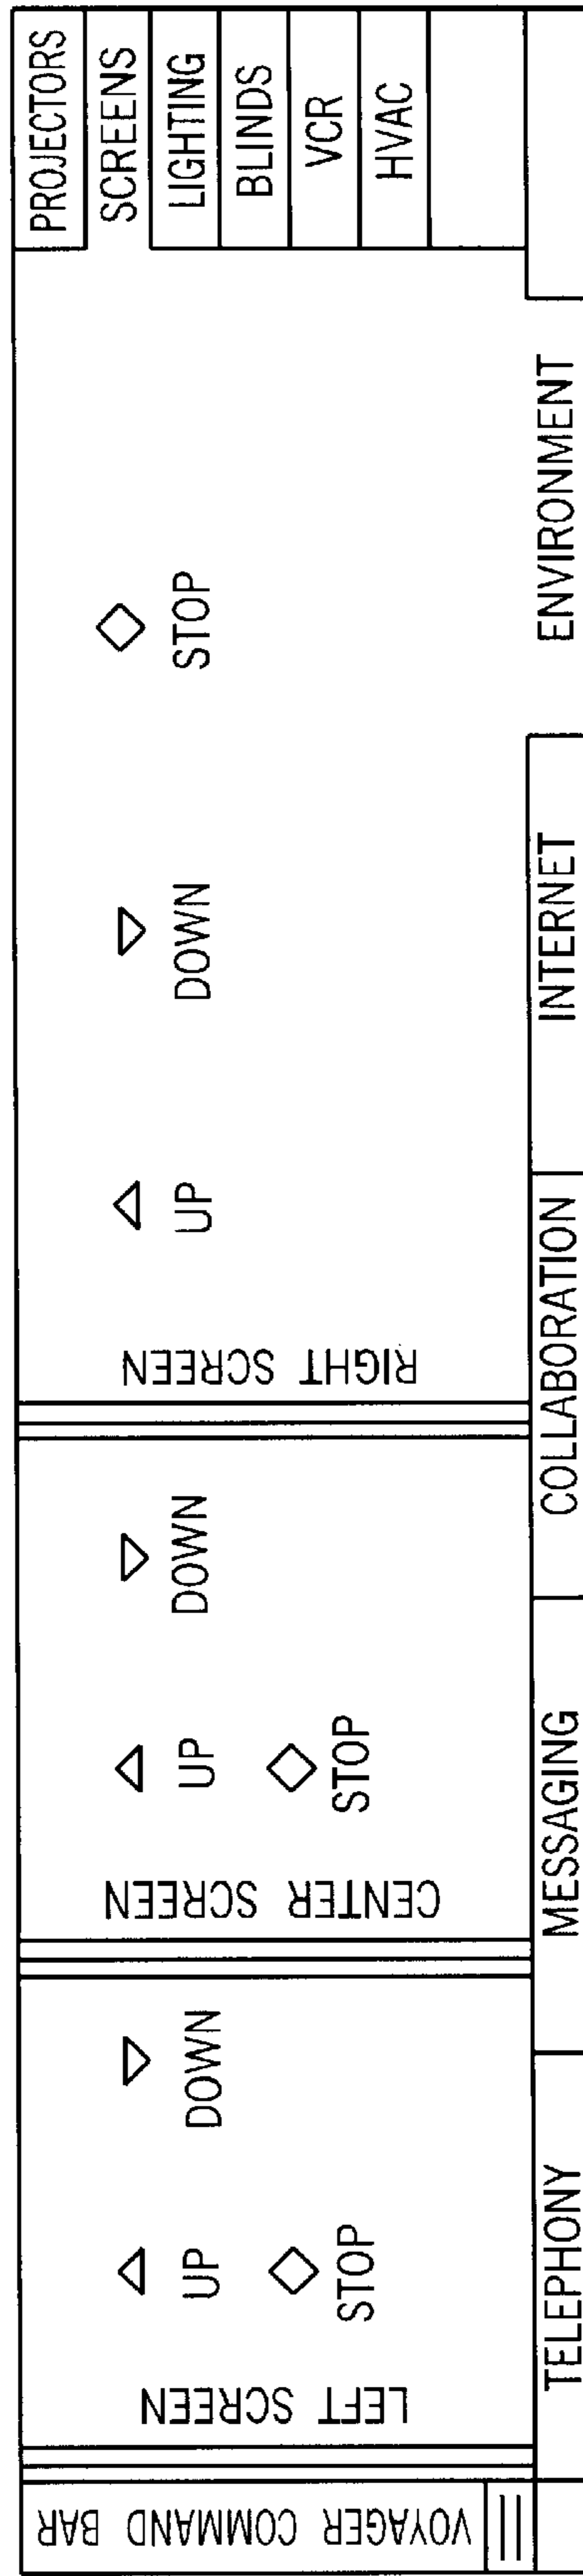 VOYAGER COMMAND BAR
LEFT SCREEN
UP
DOWN
STOP
CENTER SCREEN
UP
DOWN
STOP
RIGHT SCREEN
UP
DOWN
STOP
PROJECTORS
SCREENS
LIGHTING
BLINDS
VCR
HVAC
TELEPHONY
MESSAGING
COLLABORATION
INTERNET
ENVIRONMENT